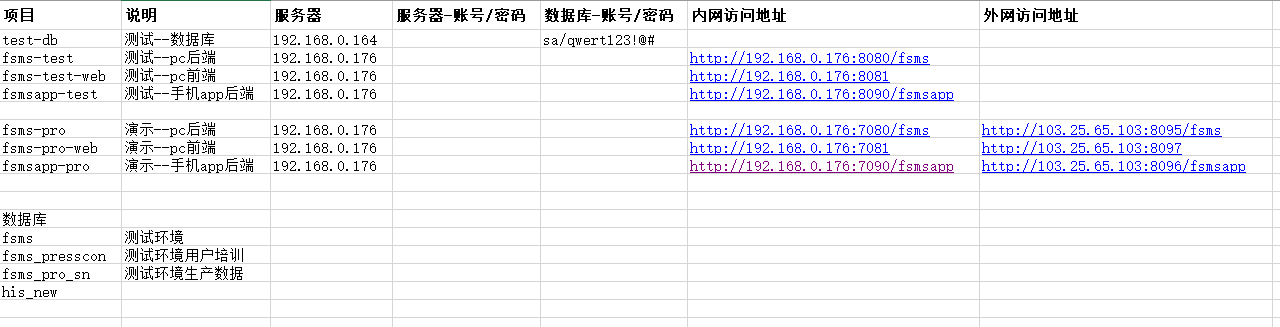 项目 说明 服务器 服务器-账号/密码 数据库-账号/密码 内网访问地址 外网访问地址
test-db 测试--数据库 192.168.0.164 sa/qwert123!@#
fsms-test 测试--pc后端 192.168.0.176 http://192.168.0.176:8080/fsms
fsms-test-web 测试--pc前端 192.168.0.176 http://192.168.0.176:8081
fsmsapp-test 测试--手机app后端 192.168.0.176 http://192.168.0.176:8090/fsmsapp
fsms-pro 演示--pc后端 192.168.0.176 http://192.168.0.176:7080/fsms http://103.25.65.103:8095/fsms
fsms-pro-web 演示--pc前端 192.168.0.176 http://192.168.0.176:7081 http://103.25.65.103:8097
fsmsapp-pro 演示--手机app后端 192.168.0.176 http://192.168.0.176:7090/fsmsapp http://103.25.65.103:8096/fsmsapp
数据库
fsms 测试环境
fsms_presscon 测试环境用户培训
fsms_pro_sn 测试环境生产数据
his_new